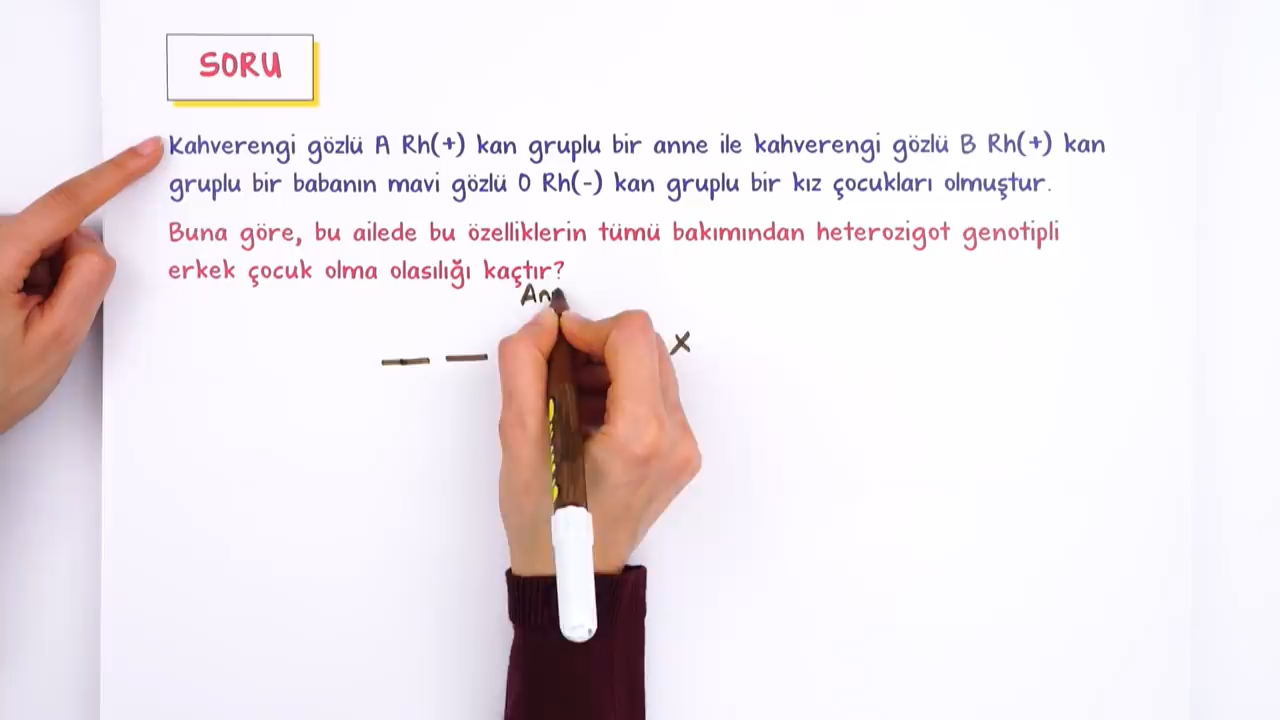 SORU
Kahverengi gözlü A Rh(+) kan gruplu bir anne ile kahverengi gözlü B Rh(+) kan
gruplu bir babanın mavi gözlü 0 Rh(-) kan gruplu bir kız çocukları olmuştur.
Buna göre, bu ailede bu özelliklerin tümü bakımından heterozigot genotipli
erkek çocuk olma olasılığı kaçtır?
An
x